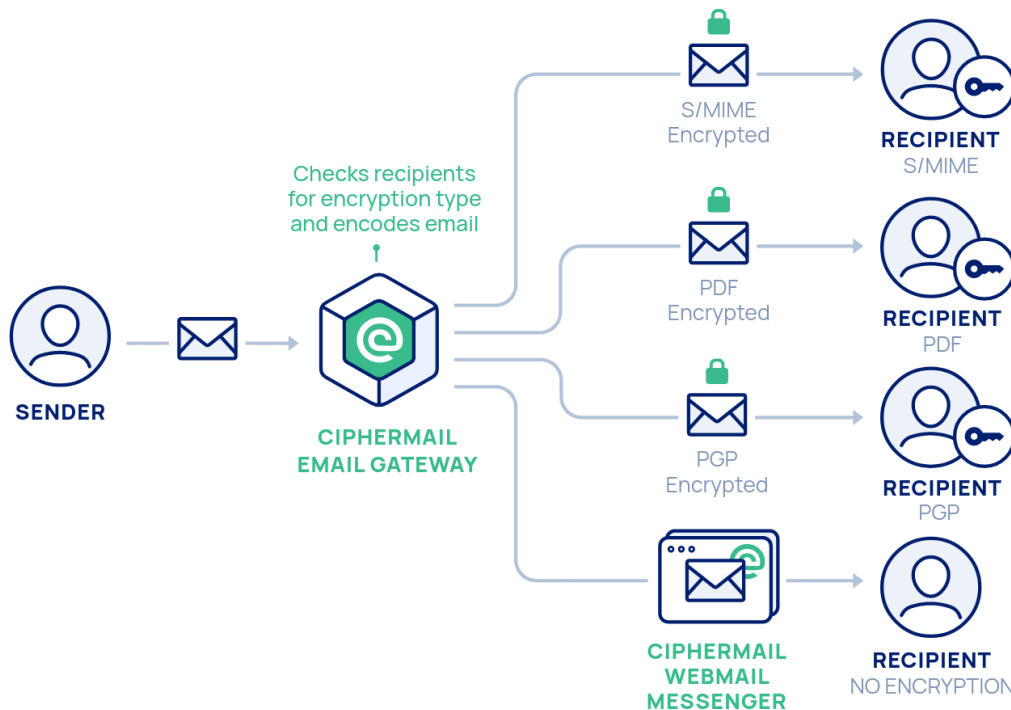 S/MIME
Encrypted
RECIPIENT
S/MIME
Checks recipients
for encryption type
and encodes email
PDF
Encrypted
RECIPIENT
PDF
SENDER
CIPHERMAIL
EMAIL GATEWAY
PGP
Encrypted
RECIPIENT
PGP
CIPHERMAIL
WEBMAIL
MESSENGER
RECIPIENT
NO ENCRYPTION